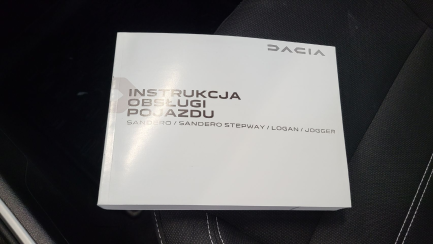 DACIA
INSTRUKCJA
OBSŁUGI
POJAZDU
SANDERO / SANDERO STEPWAY / LOGAN / JOGGER